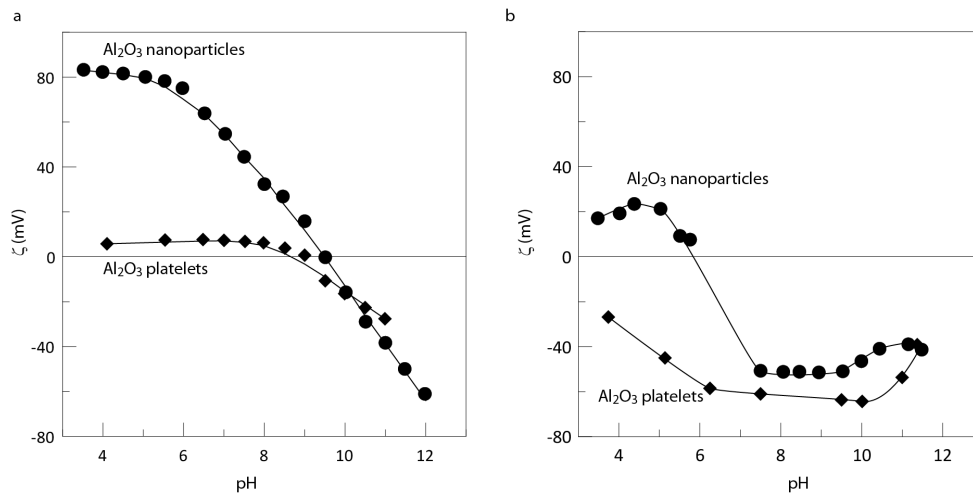 a
Al₂O₃ nanoparticles
80
40
0
-40
-80
ζ (mV)
Al₂O₃ platelets
4
6
8
10
12
pH
b
80
40
0
-40
-80
ζ (mV)
Al₂O₃ nanoparticles
Al₂O₃ platelets
4
6
8
10
12
pH